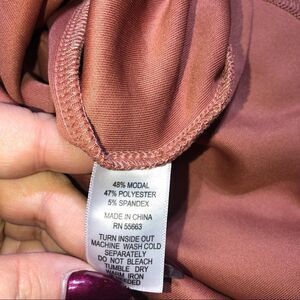 48% MODAL
47% POLYESTER
5% SPANDEX
MADE IN CHINA
RN 55663
TURN INSIDE OUT
MACHINE WASH COLD
SEPARATELY
DO NOT BLEACH
TUMBLE DRY
WARM IRON